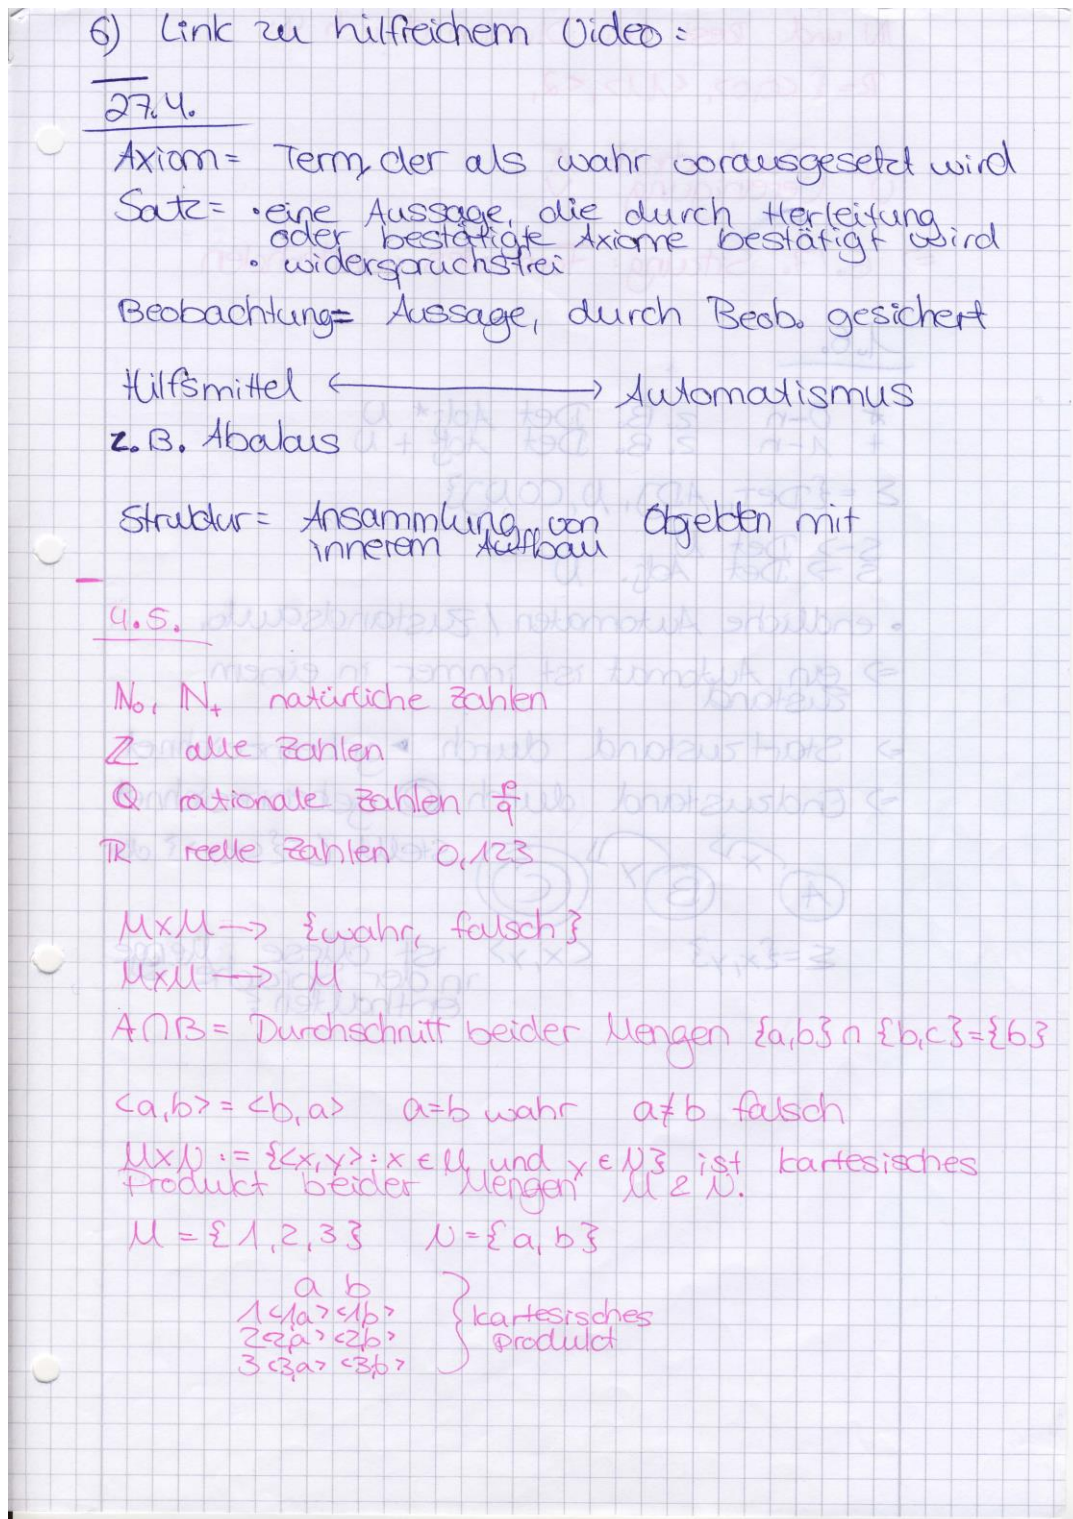 6) Link zu hilfreichem Video:
27.4.
Axiom = Term, der als wahr vorausgesetzt wird
Satz = • eine Aussage, die durch Herleitung
oder bestätigte Axiome bestätigt wird
• widerspruchsfrei
Beobachtung = Aussage, durch Beob. gesichert
Hilfsmittel ⟷ Automatismus
z.B. Abakus
Struktur = Ansammlung von Objekten mit
innerem Aufbau
4.5.
ℕ₀, ℕ₊ natürliche Zahlen
ℤ alle Zahlen
Q rationale Zahlen p/q
ℝ reelle Zahlen 0,123
M×M → {wahr, falsch}
M×M → M
A∩B = Durchschnitt beider Mengen {a,b} ∩ {b,c} = {b}
<a,b> = <b,a> a=b wahr a≠b falsch
M×N := {<x,y> : x ∈ M und y ∈ N} ist kartesisches
Produkt beider Mengen M & N.
M = {1,2,3} N = {a,b}
a b
1 <1a> <1b>
2 <2,a> <2,b>
3 <3,a> <3,b>
} kartesisches
Produkt